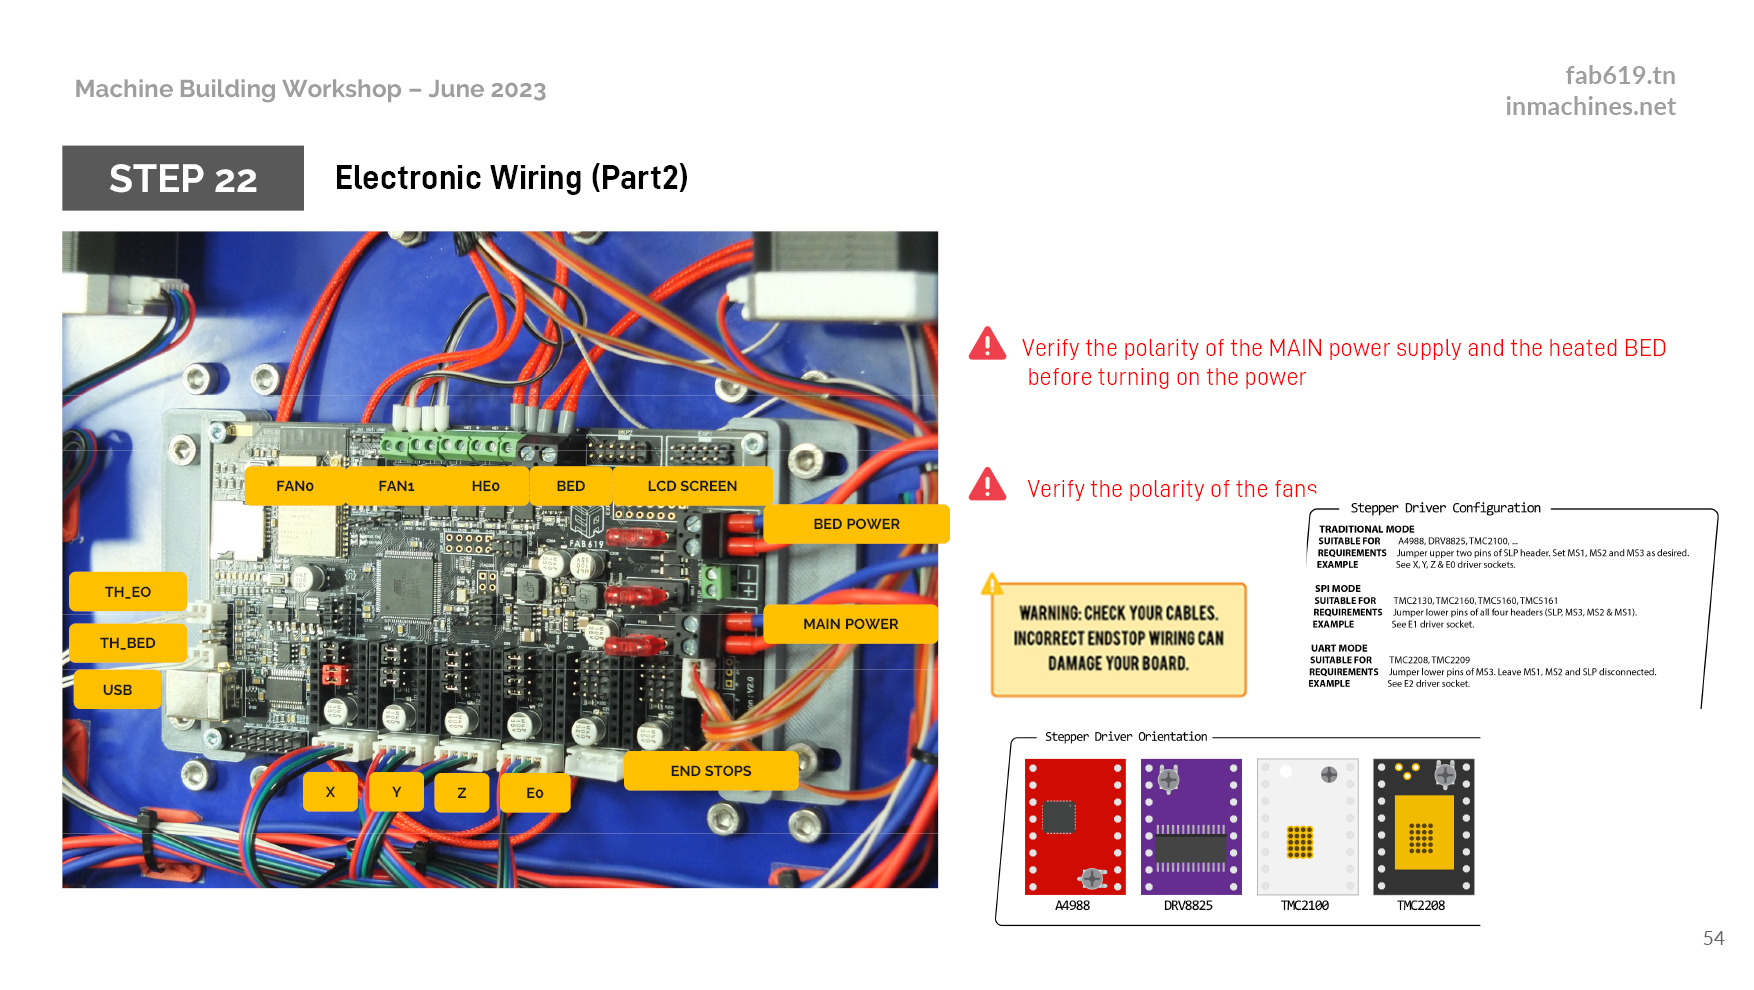 Machine Building Workshop – June 2023
fab619.tn
inmachines.net
STEP 22
Electronic Wiring (Part2)
FAN0
FAN1
HE0
BED
LCD SCREEN
BED POWER
FAB619
TH_EO
TH_BED
USB
MAIN POWER
END STOPS
X
Y
Z
E0
Verify the polarity of the MAIN power supply and the heated BED
before turning on the power
Verify the polarity of the fans
WARNING: CHECK YOUR CABLES.
INCORRECT ENDSTOP WIRING CAN
DAMAGE YOUR BOARD.
Stepper Driver Configuration
TRADITIONAL MODE
SUITABLE FOR A4988, DRV8825, TMC2100, ...
REQUIREMENTS Jumper upper two pins of SLP header. Set MS1, MS2 and MS3 as desired.
EXAMPLE See X, Y, Z & E0 driver sockets.
SPI MODE
SUITABLE FOR TMC2130, TMC2160, TMC5160, TMC5161
REQUIREMENTS Jumper lower pins of all four headers (SLP, MS3, MS2 & MS1).
EXAMPLE See E1 driver socket.
UART MODE
SUITABLE FOR TMC2208, TMC2209
REQUIREMENTS Jumper lower pins of MS3. Leave MS1, MS2 and SLP disconnected.
EXAMPLE See E2 driver socket.
Stepper Driver Orientation
A4988
DRV8825
TMC2100
TMC2208
54